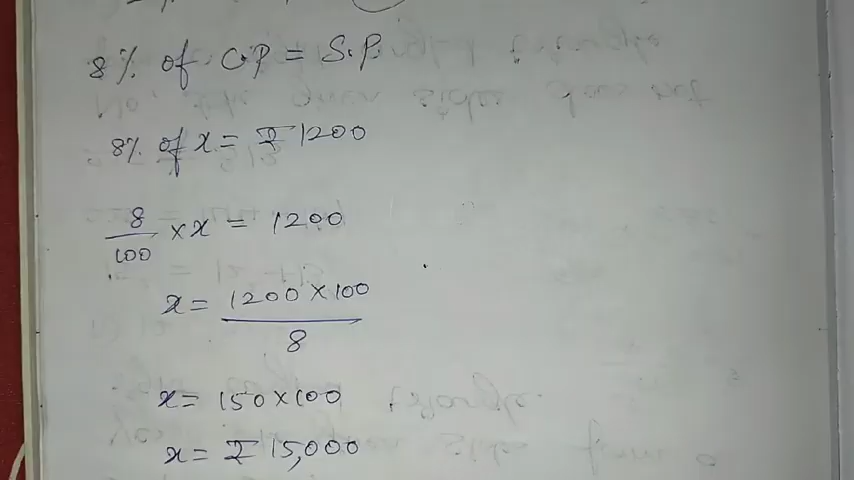 8% of C.P = S.P.
8% of x = ₹ 1200
8/100 × x = 1200
x = 1200 × 100 / 8
x = 150 × 100
x = ₹ 15,000